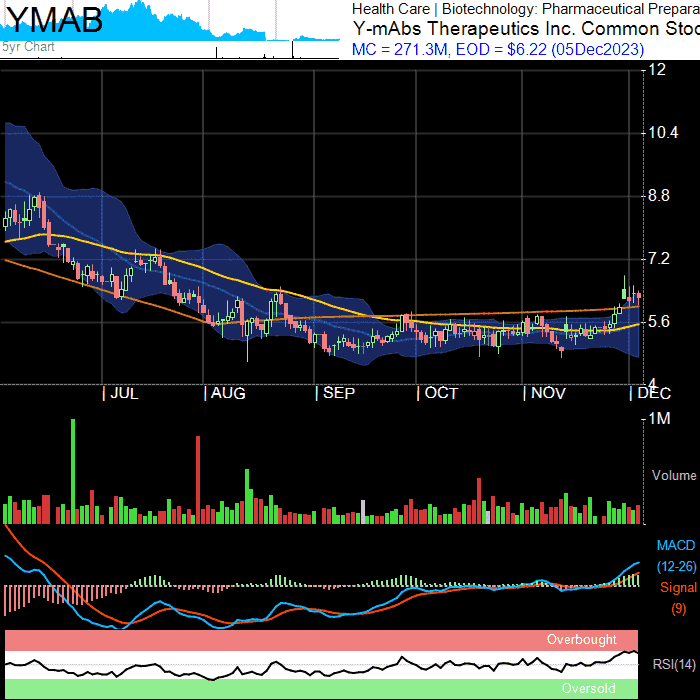 YMAB
5yr Chart
Health Care | Biotechnology: Pharmaceutical Prepara
Y-mAbs Therapeutics Inc. Common Stoc
MC = 271.3M, EOD = $6.22 (05Dec2023)
12
10.4
8.8
7.2
5.6
4
JUL
AUG
SEP
OCT
NOV
DEC
1M
Volume
MACD
(12-26)
Signal
(9)
Overbought
RSI(14)
Oversold